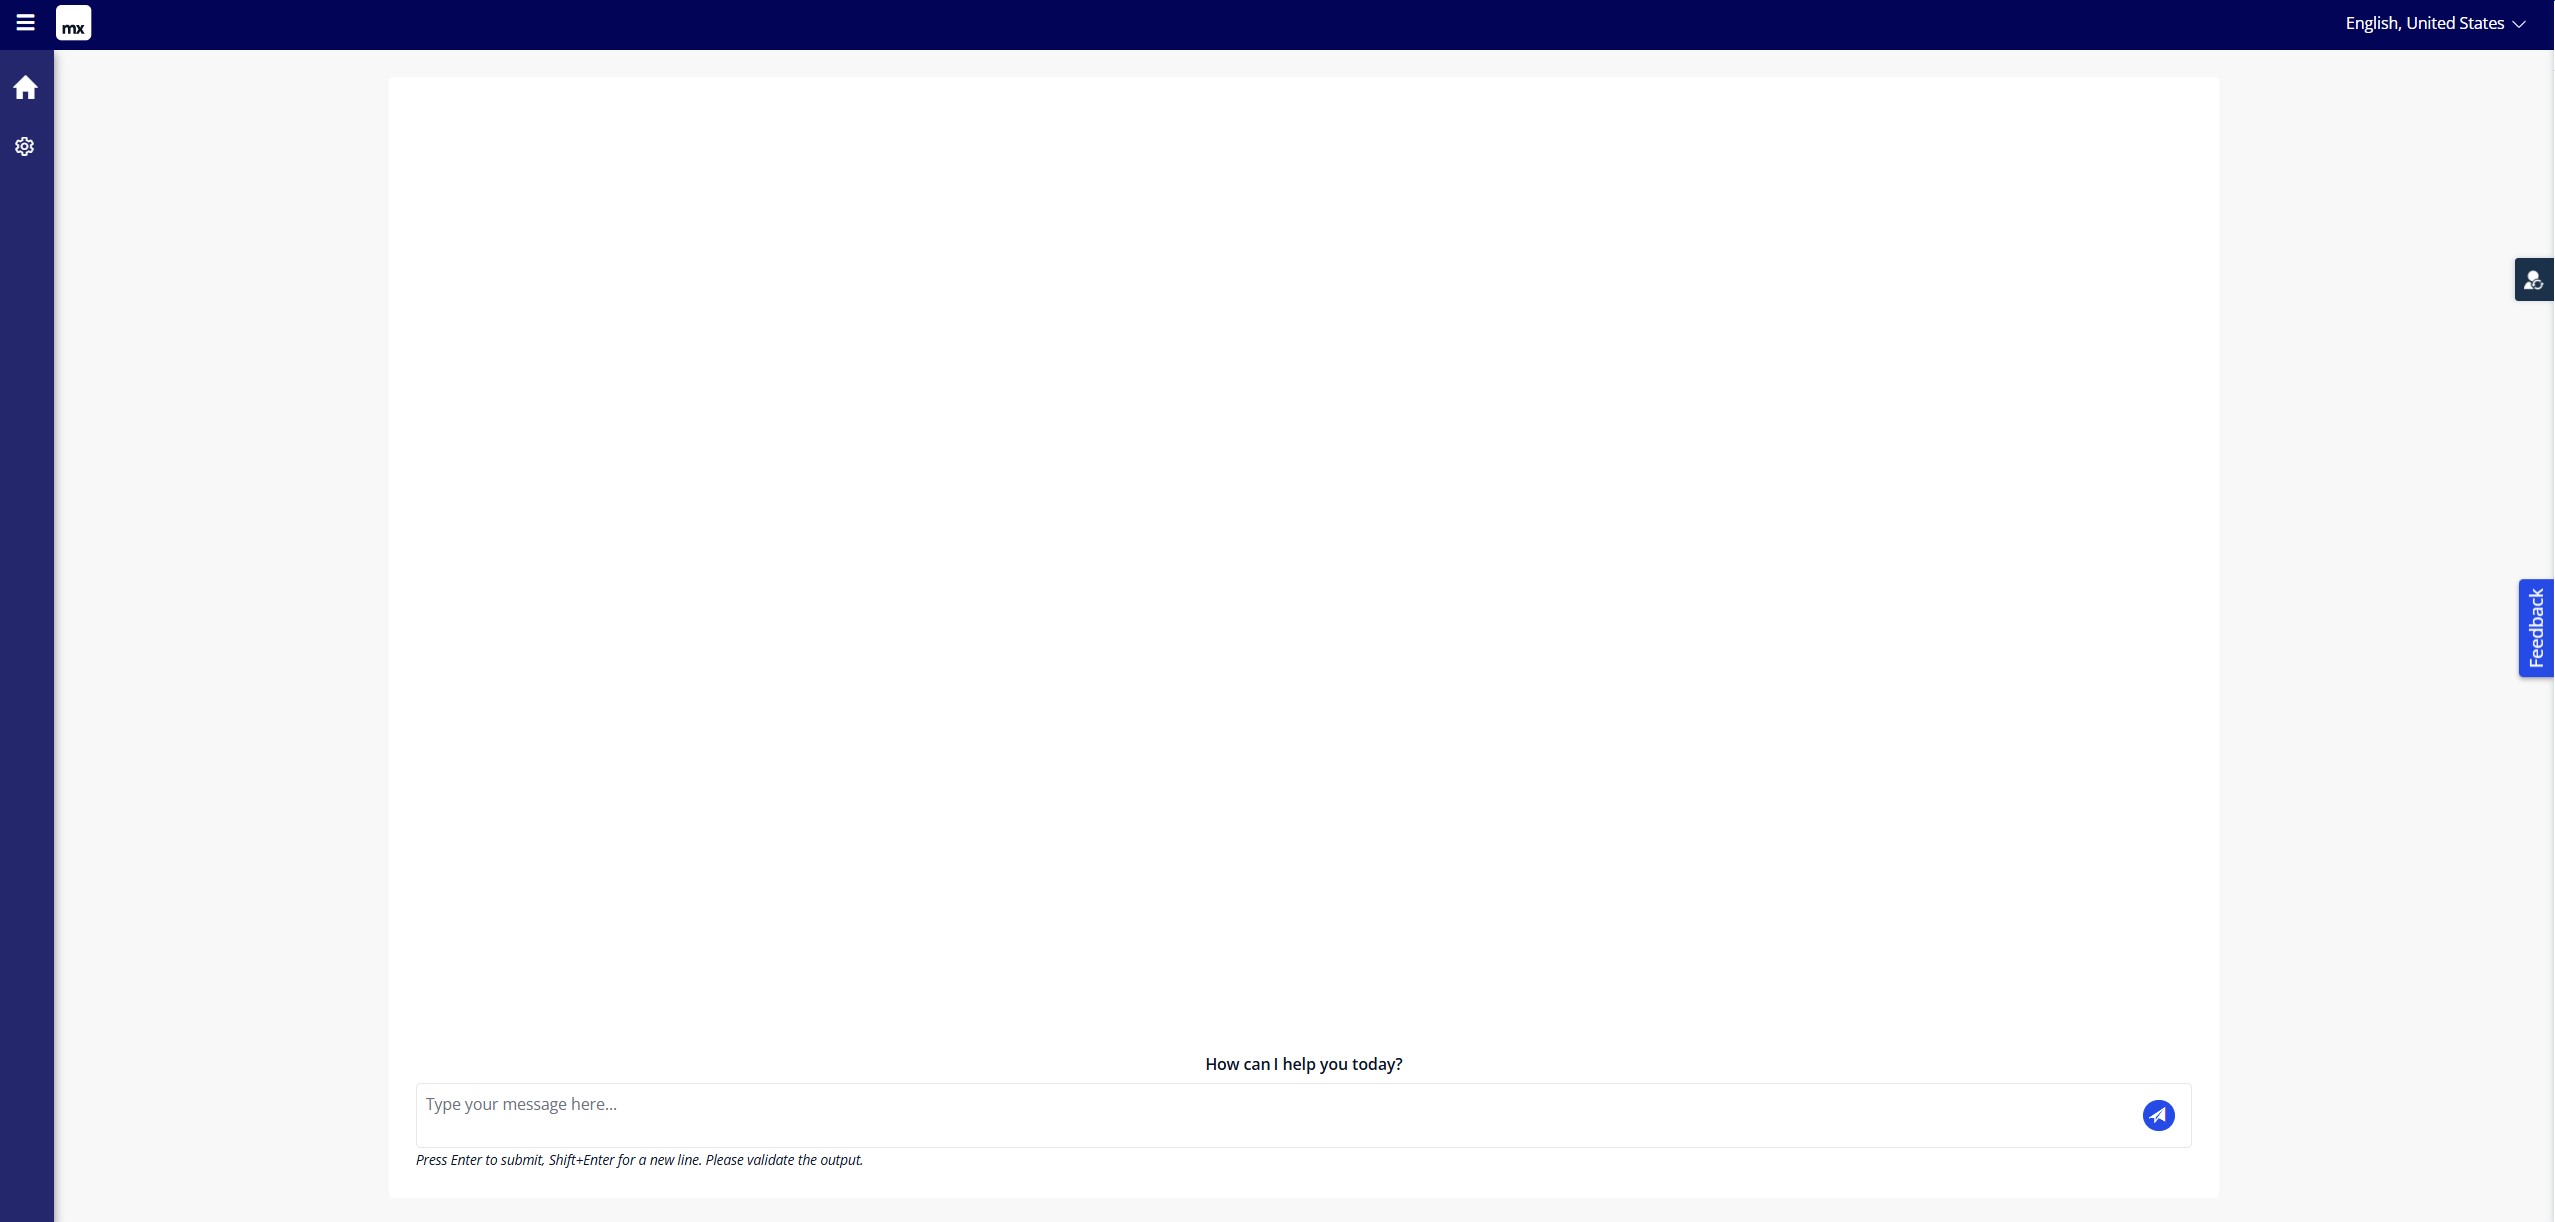 mx
English, United States
Feedback
How can I help you today?
Type your message here...
Press Enter to submit, Shift+Enter for a new line. Please validate the output.